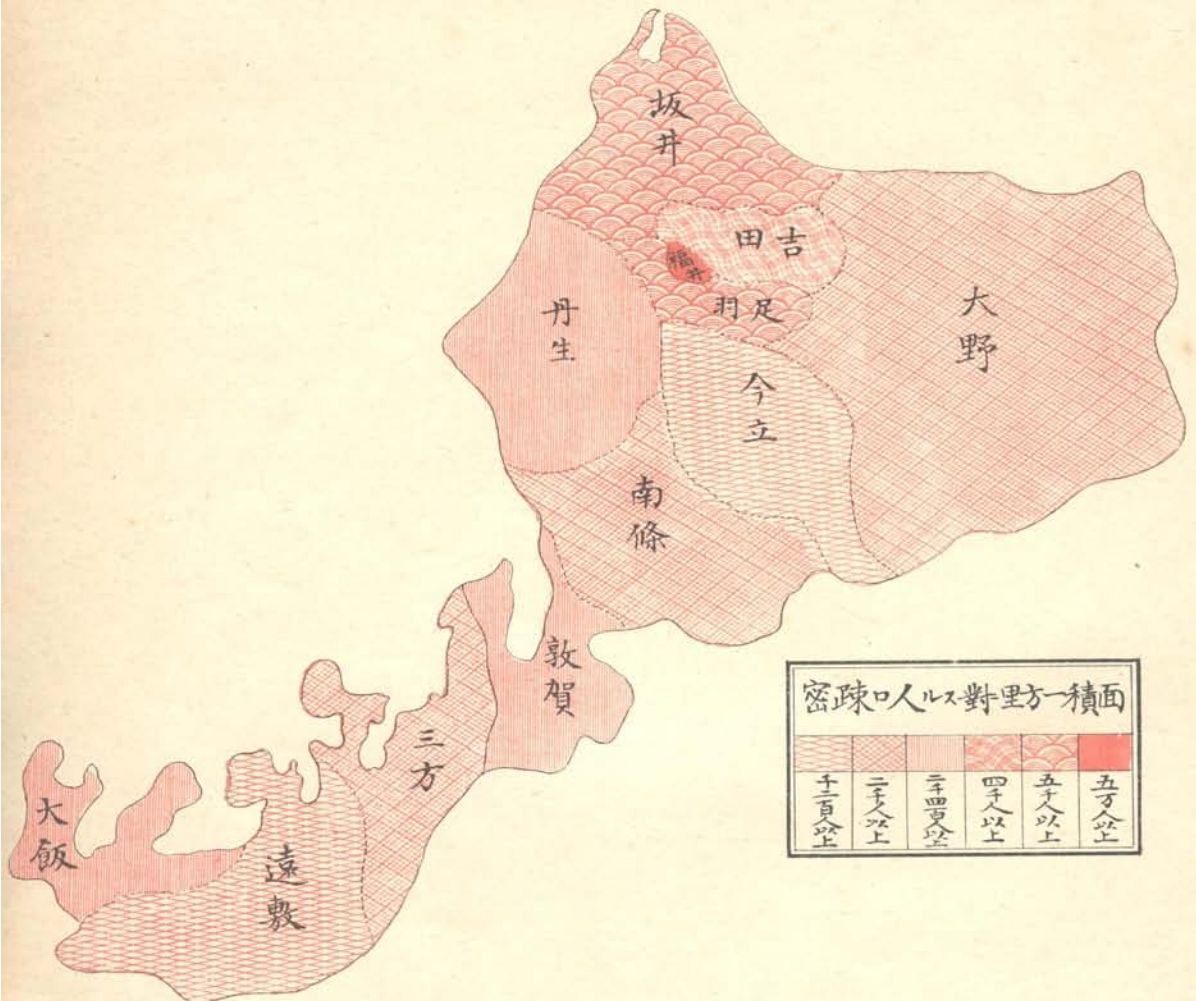 坂井
吉田
福井
足羽
大野
丹生
今立
南條
敦賀
三方
遠敷
大飯
面積一方里對スル人口疎密
五万人以上
五千人以上
四千人以上
二千四百人以上
二千人以上
千二百人以上